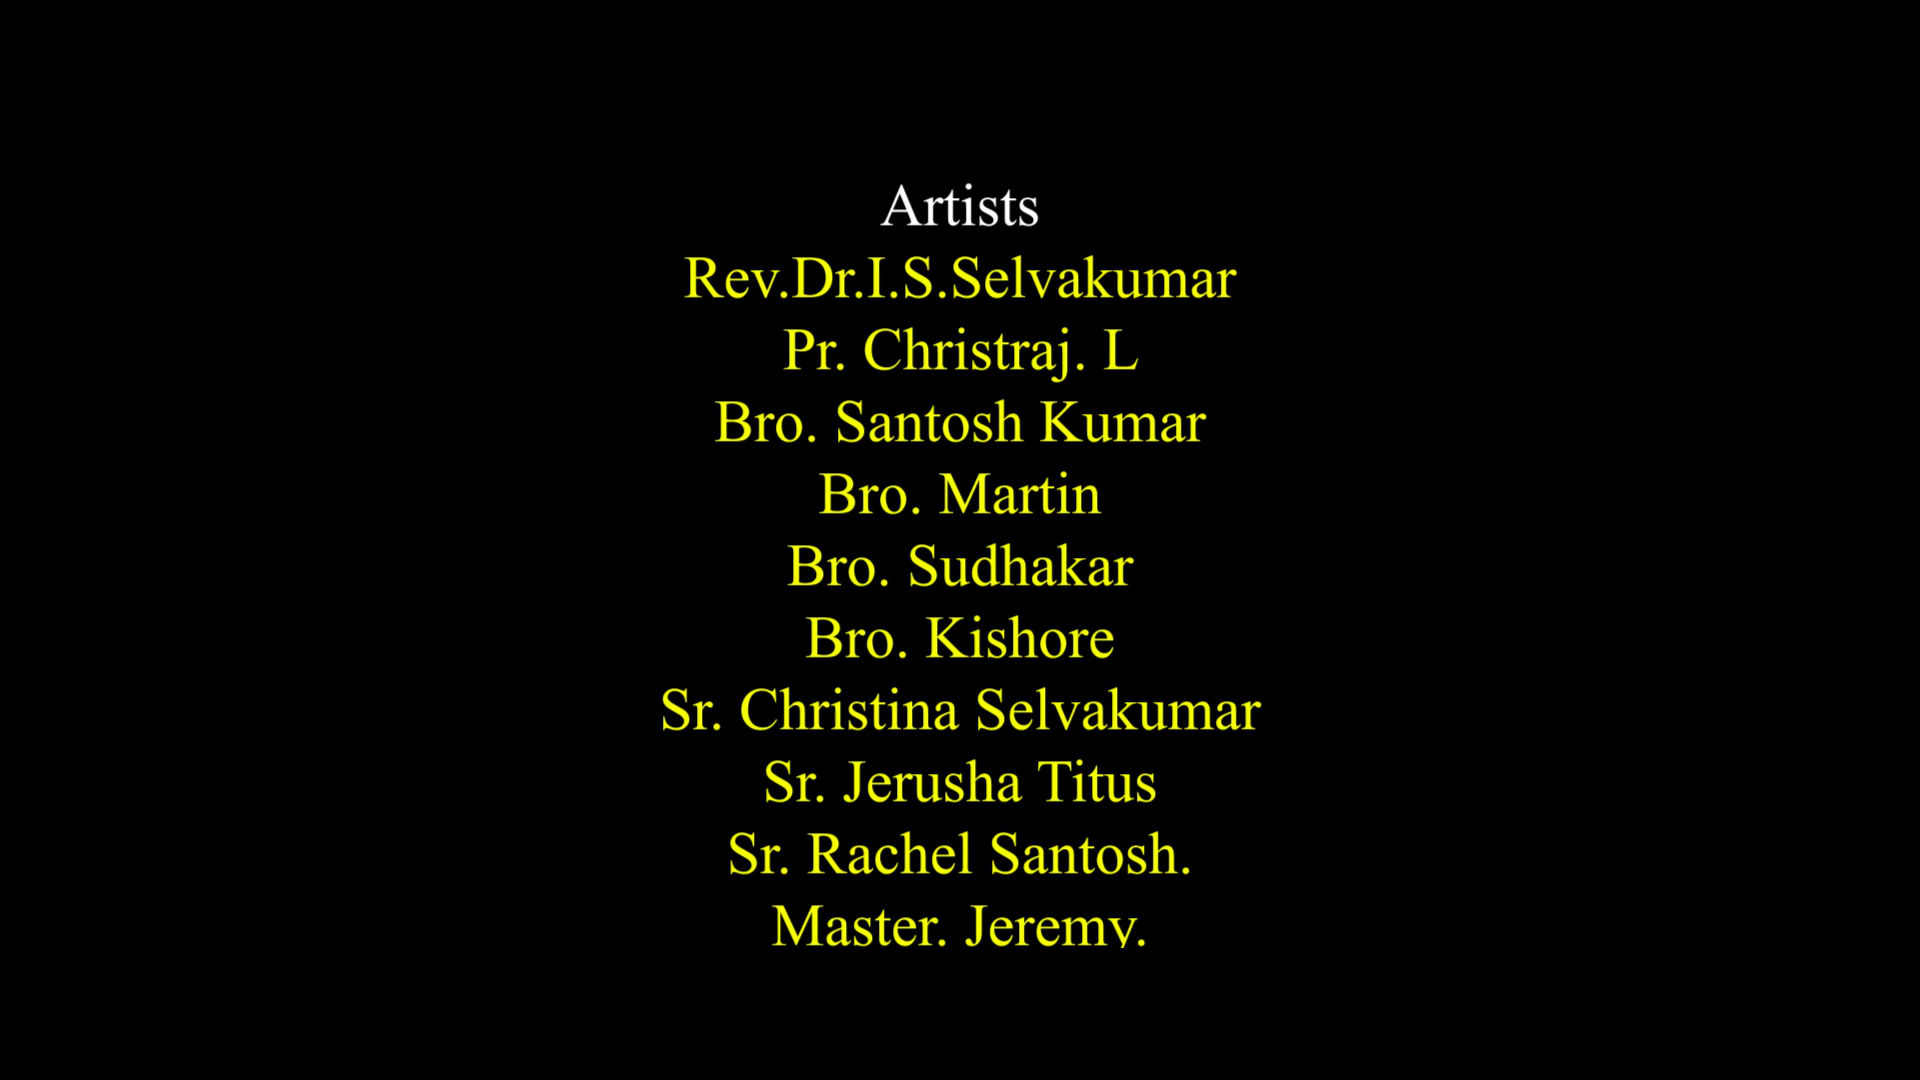 Artists
Rev.Dr.I.S.Selvakumar
Pr. Christraj. L
Bro. Santosh Kumar
Bro. Martin
Bro. Sudhakar
Bro. Kishore
Sr. Christina Selvakumar
Sr. Jerusha Titus
Sr. Rachel Santosh.
Master. Jeremy.